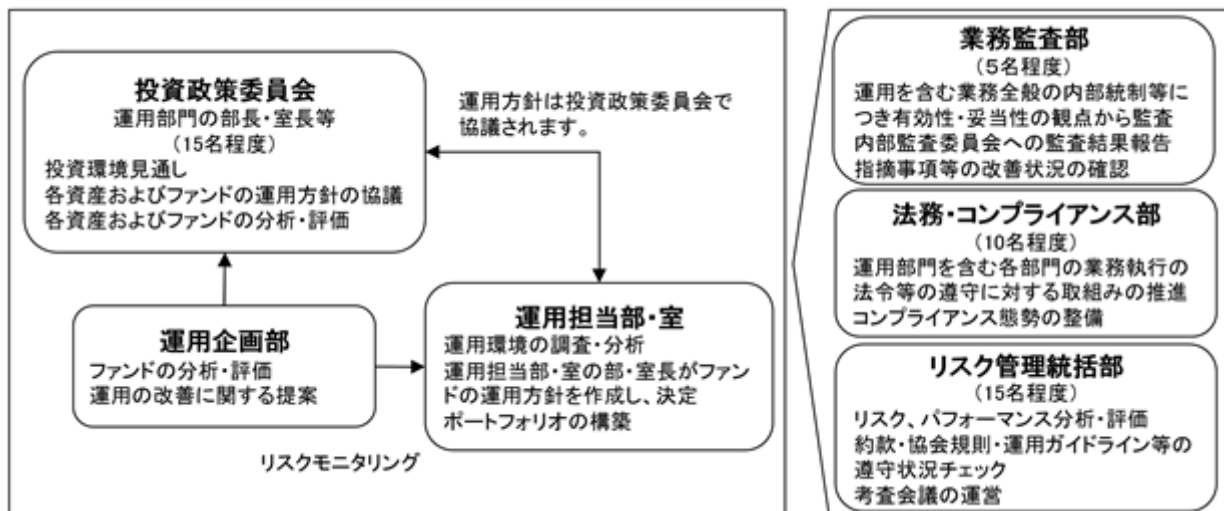 投資政策委員会
運用部門の部長・室長等
(15名程度)
投資環境見通し
各資産およびファンドの運用方針の協議
各資産およびファンドの分析・評価
運用方針は投資政策委員会で
協議されます。
運用企画部
ファンドの分析・評価
運用の改善に関する提案
運用担当部・室
運用環境の調査・分析
運用担当部・室の部・室長がファン
ドの運用方針を作成し、決定
ポートフォリオの構築
リスクモニタリング
業務監査部
(5名程度)
運用を含む業務全般の内部統制等に
つき有効性・妥当性の観点から監査
内部監査委員会への監査結果報告
指摘事項等の改善状況の確認
法務・コンプライアンス部
(10名程度)
運用部門を含む各部門の業務執行の
法令等の遵守に対する取組みの推進
コンプライアンス態勢の整備
リスク管理統括部
(15名程度)
リスク、パフォーマンス分析・評価
約款・協会規則・運用ガイドライン等の
遵守状況チェック
考査会議の運営